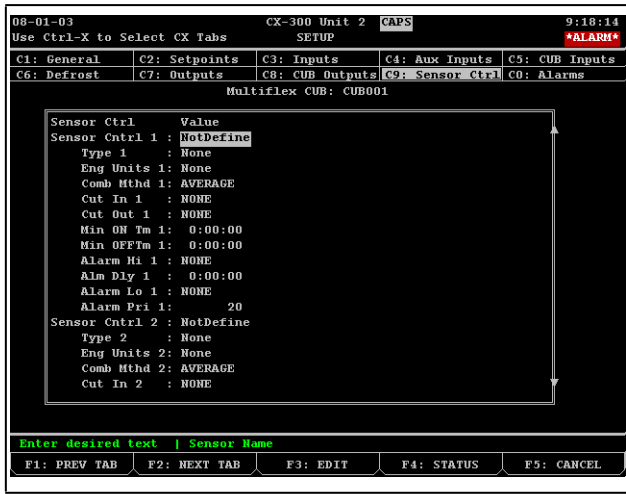 08-01-03 CX-300 Unit 2 CAPS 9:18:14
Use Ctrl-X to Select CX Tabs SETUP *ALARM*
C1: General C2: Setpoints C3: Inputs C4: Aux Inputs C5: CUB Inputs
C6: Defrost C7: Outputs C8: CUB Outputs C9: Sensor Ctrl C0: Alarms
Multiflex CUB: CUB001
Sensor Ctrl Value
Sensor Cntrl 1 : NotDefine
Type 1 : None
Eng Units 1: None
Comb Mthd 1: AVERAGE
Cut In 1 : NONE
Cut Out 1 : NONE
Min ON Tm 1: 0:00:00
Min OFFTm 1: 0:00:00
Alarm Hi 1 : NONE
Alm Dly 1 : 0:00:00
Alarm Lo 1 : NONE
Alarm Pri 1: 20
Sensor Cntrl 2 : NotDefine
Type 2 : None
Eng Units 2: None
Comb Mthd 2: AVERAGE
Cut In 2 : NONE
Enter desired text | Sensor Name
F1: PREV TAB F2: NEXT TAB F3: EDIT F4: STATUS F5: CANCEL